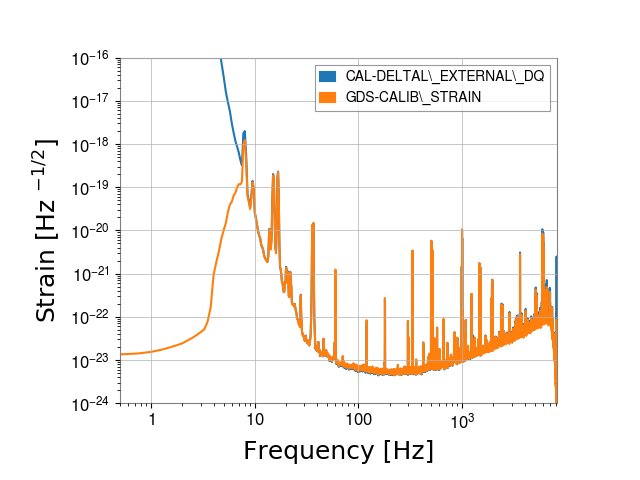 CAL-DELTAL\_EXTERNAL\_DQ
GDS-CALIB\_STRAIN
Strain [Hz⁻¹/²]
10⁻¹⁶
10⁻¹⁷
10⁻¹⁸
10⁻¹⁹
10⁻²⁰
10⁻²¹
10⁻²²
10⁻²³
10⁻²⁴
1 10 100 10³
Frequency [Hz]